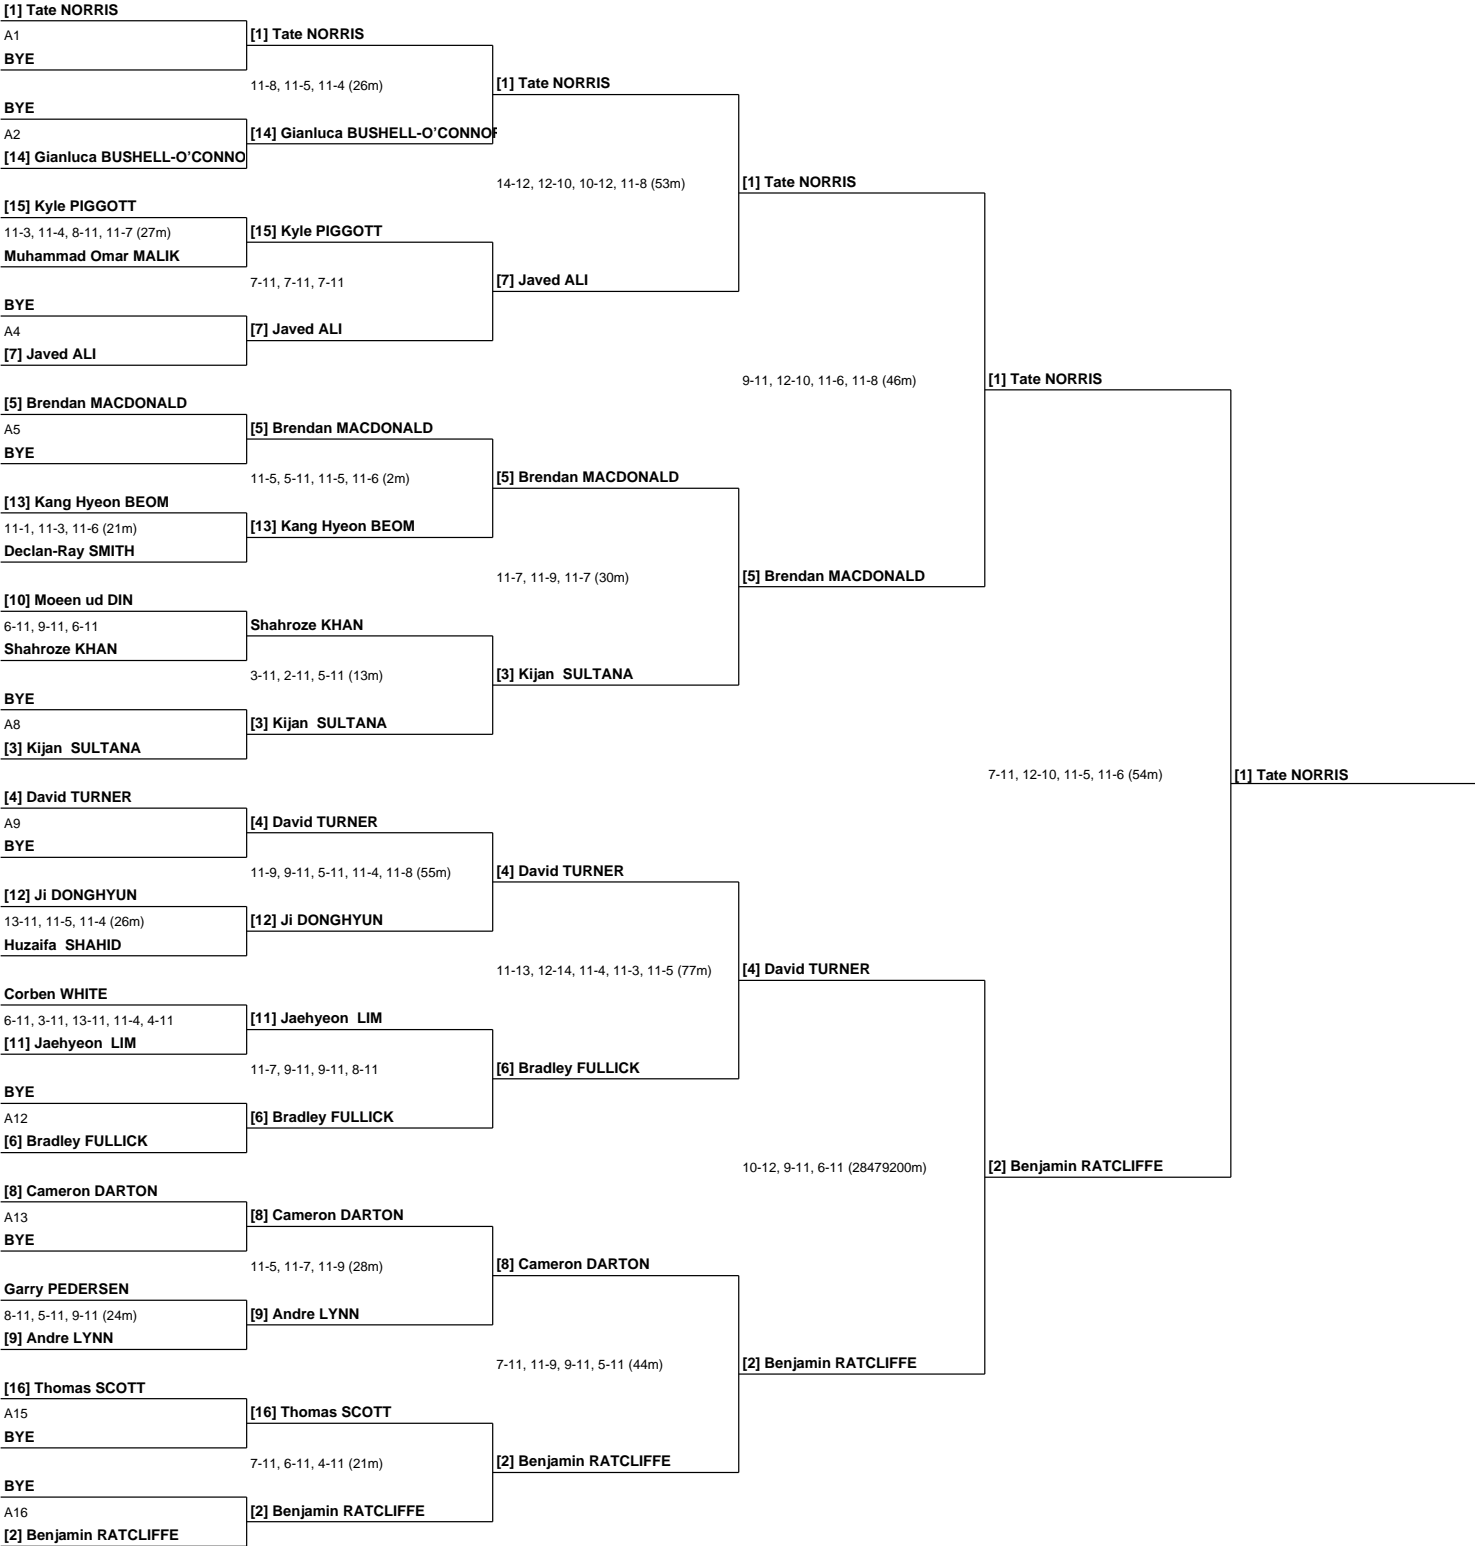 [1] Tate NORRIS
A1
BYE
BYE
A2
[14] Gianluca BUSHELL-O'CONNO
[15] Kyle PIGGOTT
11-3, 11-4, 8-11, 11-7 (27m)
Muhammad Omar MALIK
BYE
A4
[7] Javed ALI
[5] Brendan MACDONALD
A5
BYE
[13] Kang Hyeon BEOM
11-1, 11-3, 11-6 (21m)
Declan-Ray SMITH
[10] Moeen ud DIN
6-11, 9-11, 6-11
Shahroze KHAN
BYE
A8
[3] Kijan  SULTANA
[4] David TURNER
A9
BYE
[12] Ji DONGHYUN
13-11, 11-5, 11-4 (26m)
Huzaifa  SHAHID
Corben WHITE
6-11, 3-11, 13-11, 11-4, 4-11
[11] Jaehyeon  LIM
BYE
A12
[6] Bradley FULLICK
[8] Cameron DARTON
A13
BYE
Garry PEDERSEN
8-11, 5-11, 9-11 (24m)
[9] Andre LYNN
[16] Thomas SCOTT
A15
BYE
BYE
A16
[2] Benjamin RATCLIFFE
[1] Tate NORRIS
11-8, 11-5, 11-4 (26m)
[14] Gianluca BUSHELL-O'CONNOR
[15] Kyle PIGGOTT
7-11, 7-11, 7-11
[7] Javed ALI
[5] Brendan MACDONALD
11-5, 5-11, 11-5, 11-6 (2m)
[13] Kang Hyeon BEOM
Shahroze KHAN
3-11, 2-11, 5-11 (13m)
[3] Kijan  SULTANA
[4] David TURNER
11-9, 9-11, 5-11, 11-4, 11-8 (55m)
[12] Ji DONGHYUN
[11] Jaehyeon  LIM
11-7, 9-11, 9-11, 8-11
[6] Bradley FULLICK
[8] Cameron DARTON
11-5, 11-7, 11-9 (28m)
[9] Andre LYNN
[16] Thomas SCOTT
7-11, 6-11, 4-11 (21m)
[2] Benjamin RATCLIFFE
[1] Tate NORRIS
14-12, 12-10, 10-12, 11-8 (53m)
[7] Javed ALI
[5] Brendan MACDONALD
11-7, 11-9, 11-7 (30m)
[3] Kijan  SULTANA
[4] David TURNER
11-13, 12-14, 11-4, 11-3, 11-5 (77m)
[6] Bradley FULLICK
[8] Cameron DARTON
7-11, 11-9, 9-11, 5-11 (44m)
[2] Benjamin RATCLIFFE
[1] Tate NORRIS
9-11, 12-10, 11-6, 11-8 (46m)
[5] Brendan MACDONALD
[4] David TURNER
10-12, 9-11, 6-11 (28479200m)
[2] Benjamin RATCLIFFE
[1] Tate NORRIS
7-11, 12-10, 11-5, 11-6 (54m)
[2] Benjamin RATCLIFFE
[1] Tate NORRIS